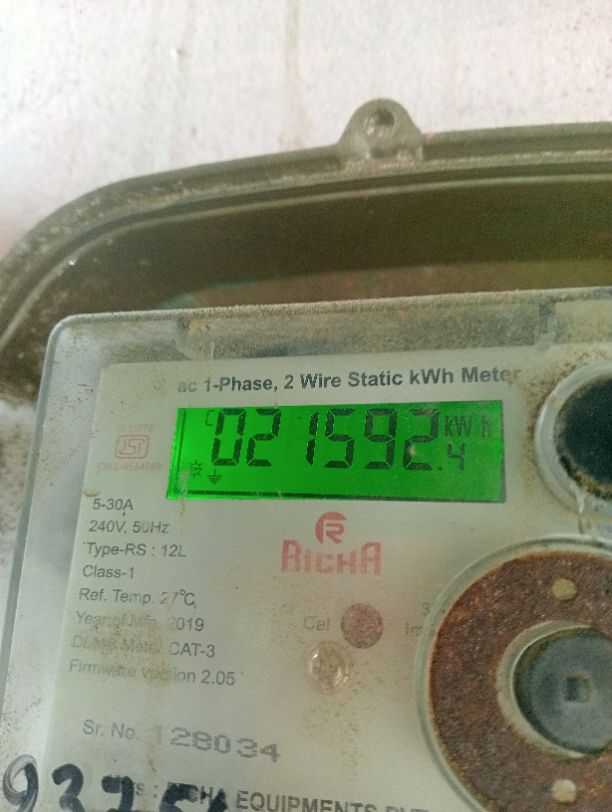 ac 1-Phase, 2 Wire Static kWh Meter
021592.4 kWh
5-30A
240V, 50Hz
Type-RS : 12L
Class-1
Ref. Temp. 27°C
Year of Mfg. 2019
DLMS Meter CAT-3
Firmware version 2.05
RICHA
Cal
Sr. No. 128034
RICHA EQUIPMENTS